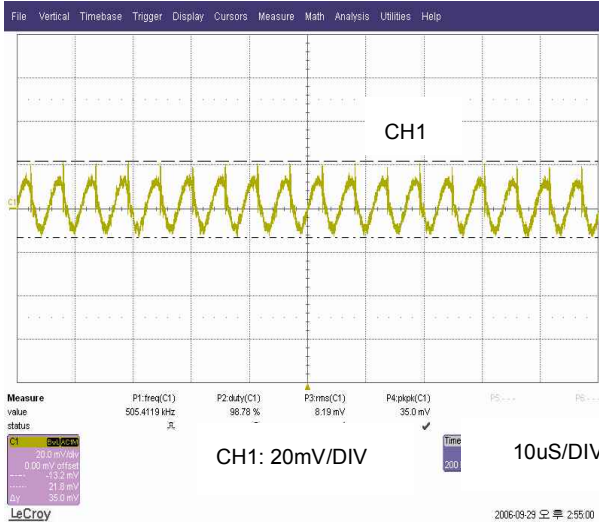 File Vertical Timebase Trigger Display Cursors Measure Math Analysis Utilities Help
CH1
C1
Measure P1:freq(C1) P2:duty(C1) P3:rms(C1) P4:pkpk(C1) P5:- - - P6:- - -
value 505.4119 kHz 98.78 % 8.19 mV 35.0 mV
status
C1 BwL AC1M
20.0 mV/div
0.00 mV offset
-13.2 mV
21.8 mV
Δy 35.0 mV
CH1: 20mV/DIV
Time
200
10uS/DIV
LeCroy
2006-09-29 오후 2:55:00